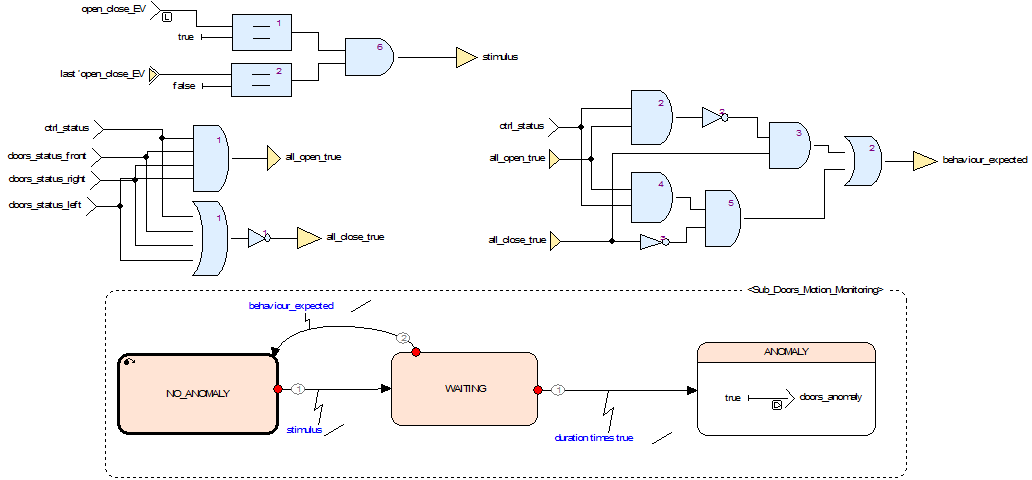 open_close_EV
L
1
true
6
stimulus
last 'open_close_EV
2
false
ctrl_status
doors_status_front
doors_status_right
doors_status_left
1
all_open_true
1
1
all_close_true
ctrl_status
all_open_true
all_close_true
2
2
3
4
5
3
2
behaviour_expected
<Sub_Doors_Motion_Monitoring>
behaviour_expected
2
NO_ANOMALY
1
stimulus
WAITING
1
duration times true
ANOMALY
true
D
doors_anomaly